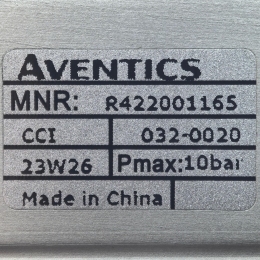 AVENTICS
MNR: R422001165
CCI 032-0020
23W26 Pmax:10bar
Made in China